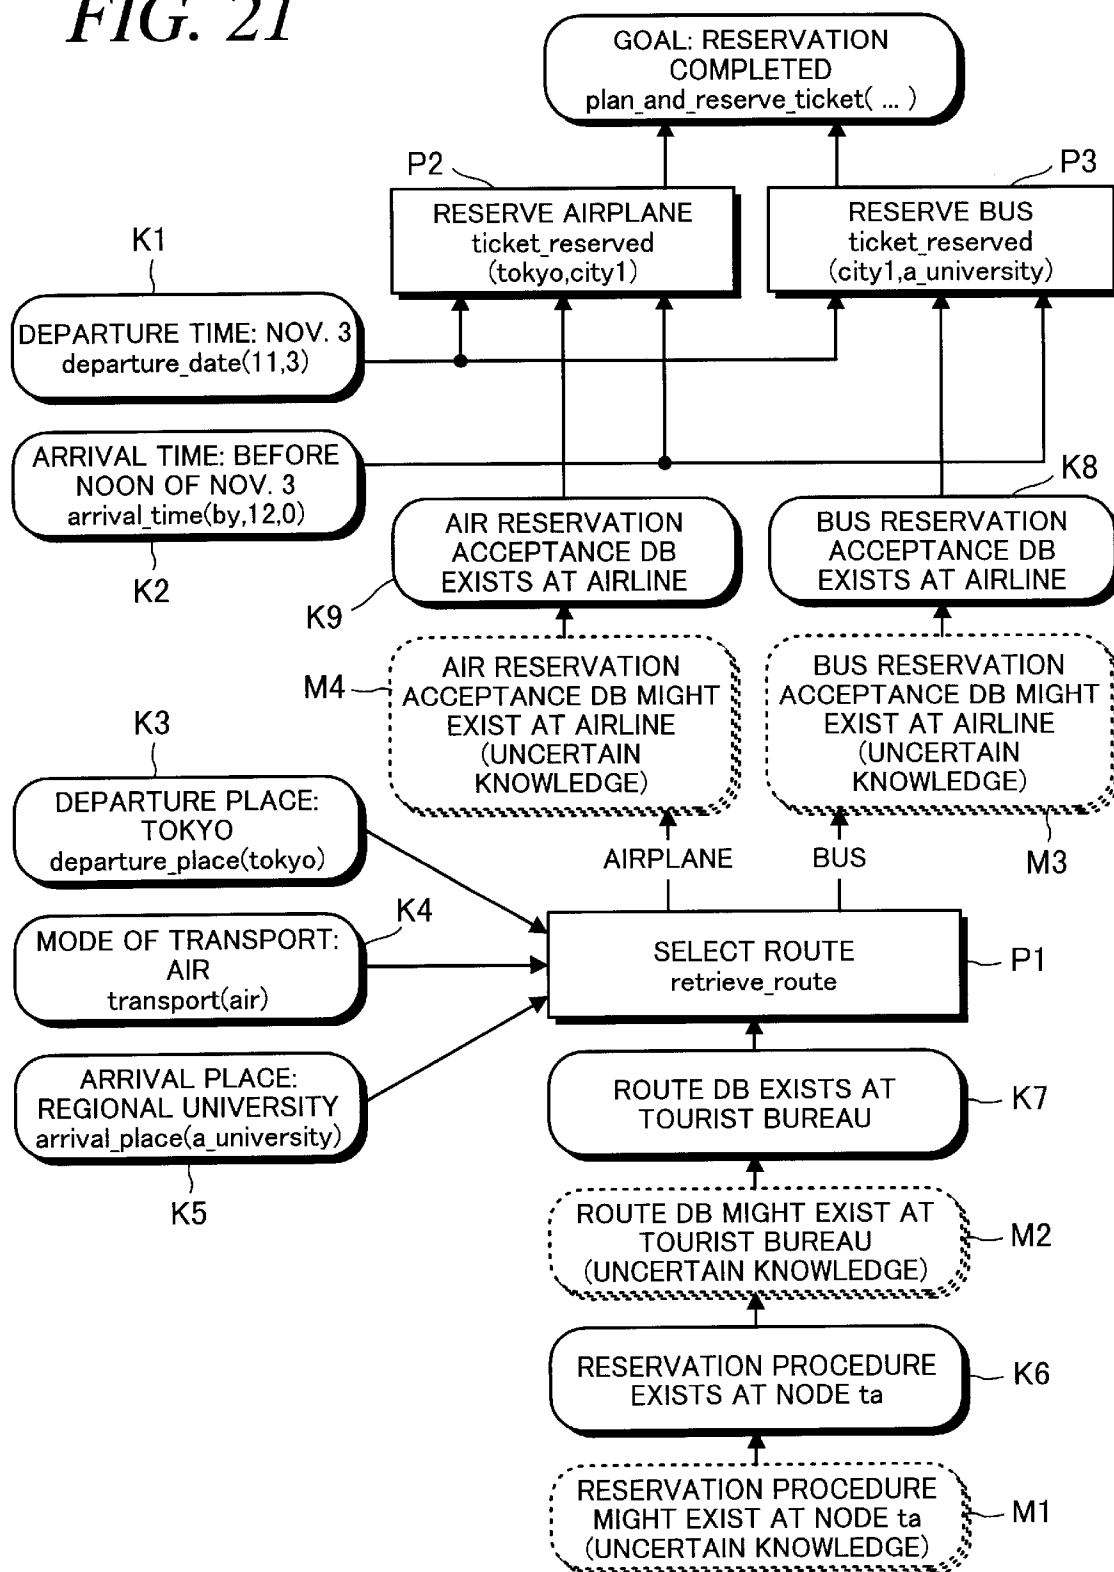 FIG. 21
GOAL: RESERVATION
COMPLETED
plan_and_reserve_ticket( ... )
P2
P3
RESERVE AIRPLANE
ticket_reserved
(tokyo,city1)
RESERVE BUS
ticket_reserved
(city1,a_university)
K1
DEPARTURE TIME: NOV. 3
departure_date(11,3)
ARRIVAL TIME: BEFORE
NOON OF NOV. 3
arrival_time(by,12,0)
K2
K8
AIR RESERVATION
ACCEPTANCE DB
EXISTS AT AIRLINE
K9
BUS RESERVATION
ACCEPTANCE DB
EXISTS AT AIRLINE
M4
AIR RESERVATION
ACCEPTANCE DB MIGHT
EXIST AT AIRLINE
(UNCERTAIN
KNOWLEDGE)
BUS RESERVATION
ACCEPTANCE DB MIGHT
EXIST AT AIRLINE
(UNCERTAIN
KNOWLEDGE)
M3
K3
DEPARTURE PLACE:
TOKYO
departure_place(tokyo)
AIRPLANE
BUS
K4
MODE OF TRANSPORT:
AIR
transport(air)
SELECT ROUTE
retrieve_route
P1
ARRIVAL PLACE:
REGIONAL UNIVERSITY
arrival_place(a_university)
K5
ROUTE DB EXISTS AT
TOURIST BUREAU
K7
ROUTE DB MIGHT EXIST AT
TOURIST BUREAU
(UNCERTAIN KNOWLEDGE)
M2
RESERVATION PROCEDURE
EXISTS AT NODE ta
K6
RESERVATION PROCEDURE
MIGHT EXIST AT NODE ta
(UNCERTAIN KNOWLEDGE)
M1